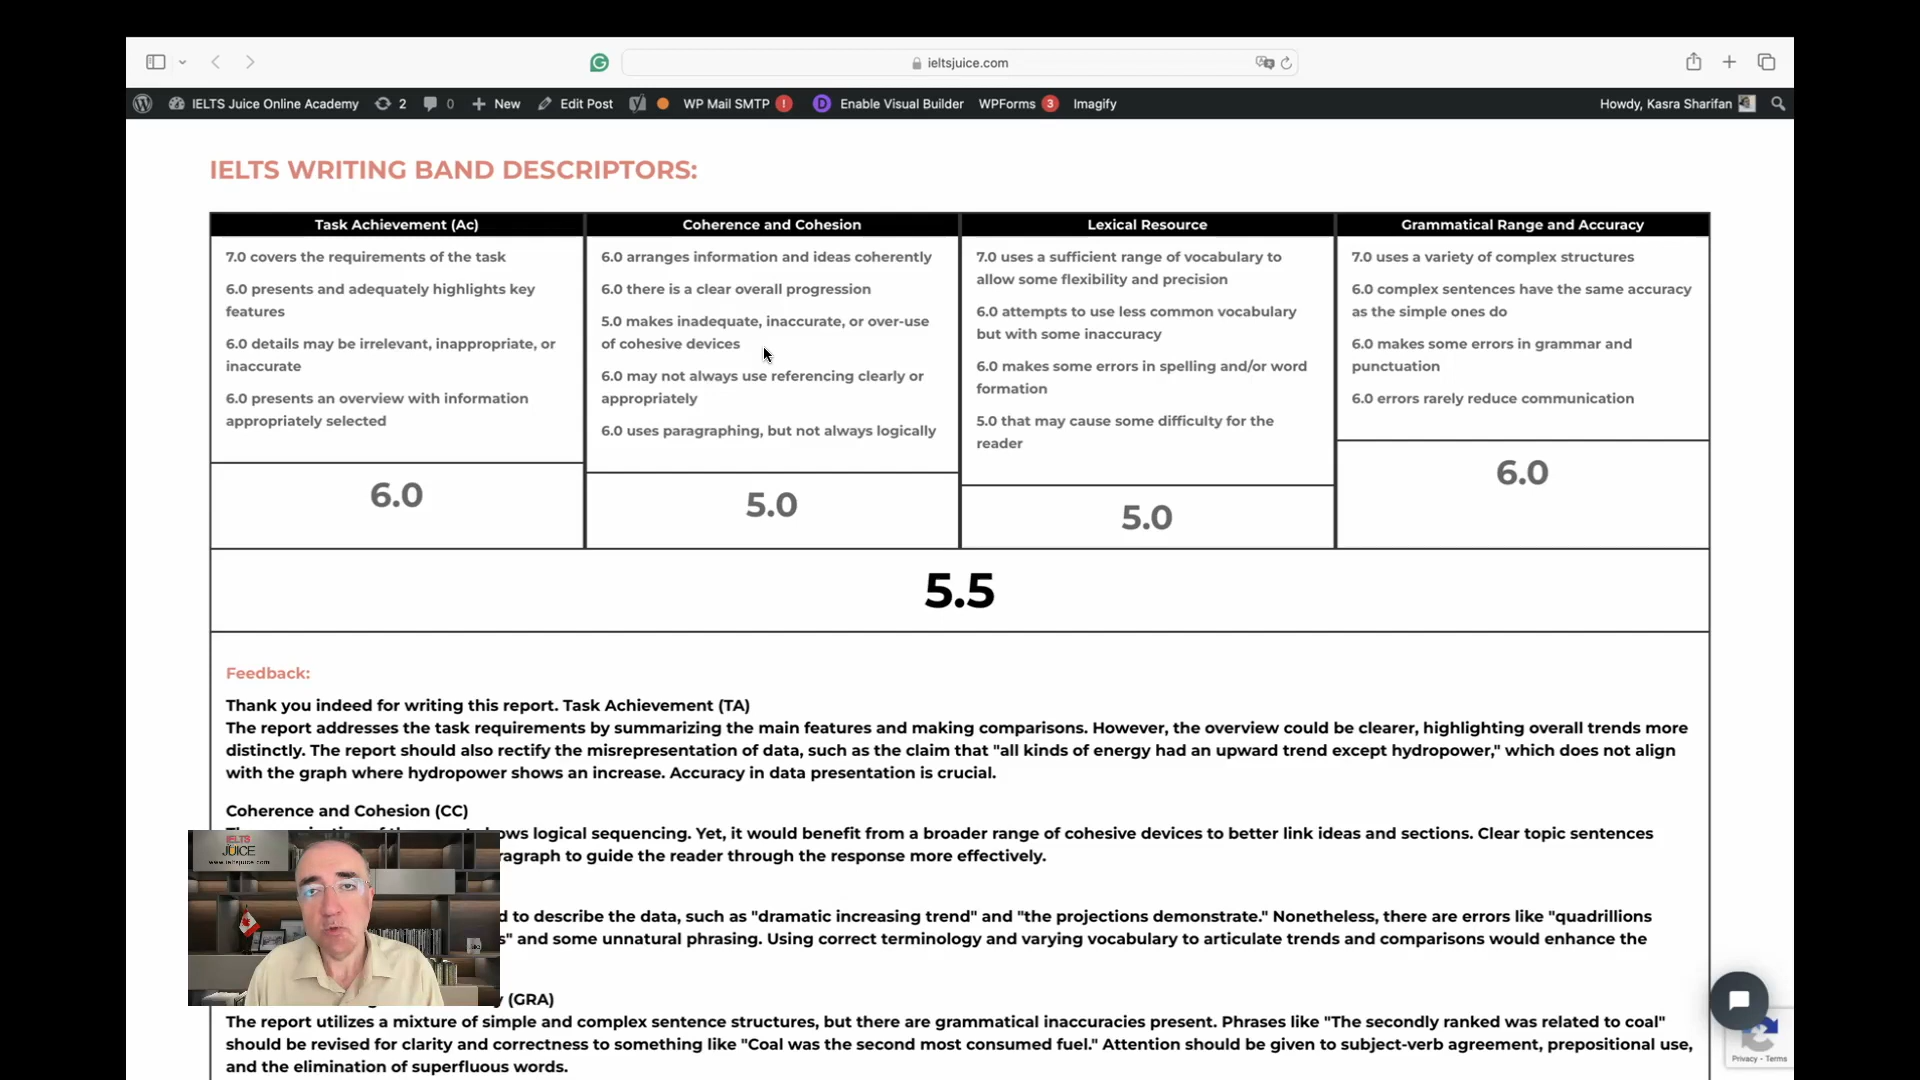 ieltsjuice.com
IELTS Juice Online Academy 2 0 New Edit Post WP Mail SMTP ! D Enable Visual Builder WPForms 3 Imagify Howdy, Kasra Sharifan
IELTS WRITING BAND DESCRIPTORS:
Task Achievement (Ac)
7.0 covers the requirements of the task
6.0 presents and adequately highlights key
features
6.0 details may be irrelevant, inappropriate, or
inaccurate
6.0 presents an overview with information
appropriately selected
6.0
Coherence and Cohesion
6.0 arranges information and ideas coherently
6.0 there is a clear overall progression
5.0 makes inadequate, inaccurate, or over-use
of cohesive devices
6.0 may not always use referencing clearly or
appropriately
6.0 uses paragraphing, but not always logically
5.0
Lexical Resource
7.0 uses a sufficient range of vocabulary to
allow some flexibility and precision
6.0 attempts to use less common vocabulary
but with some inaccuracy
6.0 makes some errors in spelling and/or word
formation
5.0 that may cause some difficulty for the
reader
5.0
Grammatical Range and Accuracy
7.0 uses a variety of complex structures
6.0 complex sentences have the same accuracy
as the simple ones do
6.0 makes some errors in grammar and
punctuation
6.0 errors rarely reduce communication
6.0
5.5
Feedback:
Thank you indeed for writing this report. Task Achievement (TA)
The report addresses the task requirements by summarizing the main features and making comparisons. However, the overview could be clearer, highlighting overall trends more
distinctly. The report should also rectify the misrepresentation of data, such as the claim that "all kinds of energy had an upward trend except hydropower," which does not align
with the graph where hydropower shows an increase. Accuracy in data presentation is crucial.
Coherence and Cohesion (CC)
logical sequencing. Yet, it would benefit from a broader range of cohesive devices to better link ideas and sections. Clear topic sentences
to guide the reader through the response more effectively.
to describe the data, such as "dramatic increasing trend" and "the projections demonstrate." Nonetheless, there are errors like "quadrillions
and some unnatural phrasing. Using correct terminology and varying vocabulary to articulate trends and comparisons would enhance the
(GRA)
The report utilizes a mixture of simple and complex sentence structures, but there are grammatical inaccuracies present. Phrases like "The secondly ranked was related to coal"
should be revised for clarity and correctness to something like "Coal was the second most consumed fuel." Attention should be given to subject-verb agreement, prepositional use,
and the elimination of superfluous words.
IELTS
JUICE
www.ieltsjuice.com
Privacy - Terms